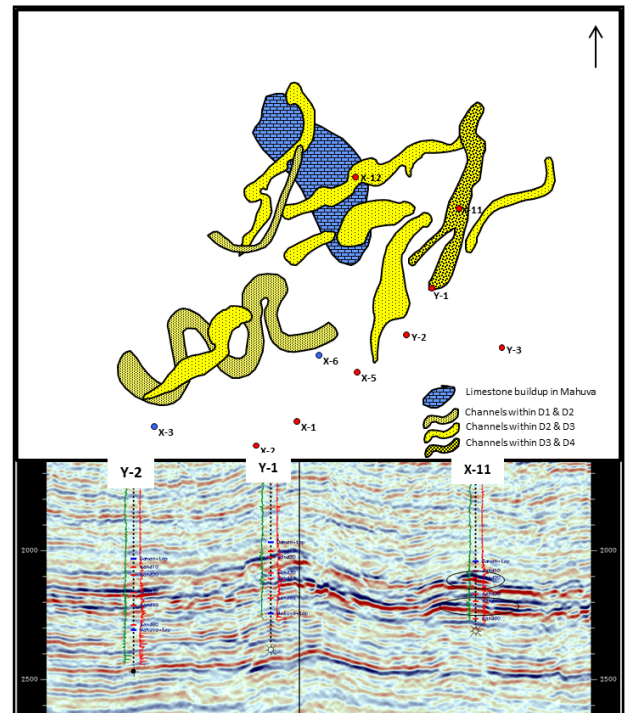 X-12
X-11
Y-1
Y-2
Y-3
X-6
X-5
X-3
X-1
X-2
Limestone buildup in Mahuva
Channels within D1 & D2
Channels within D2 & D3
Channels within D3 & D4
Y-2
Y-1
X-11
2000
2000
2500
2500